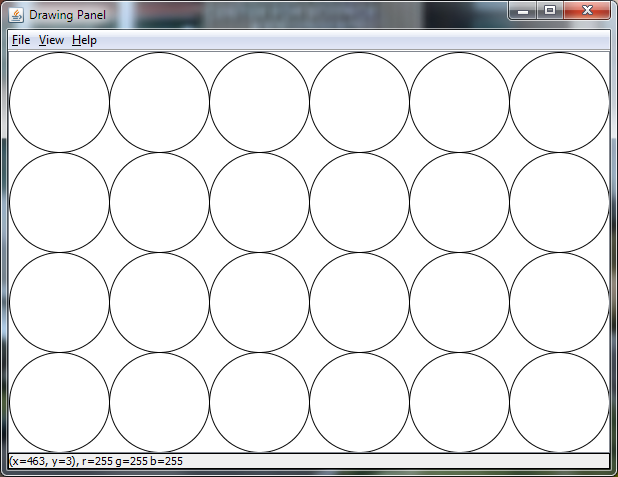 Drawing Panel
File View Help
(x=463, y=3), r=255 g=255 b=255